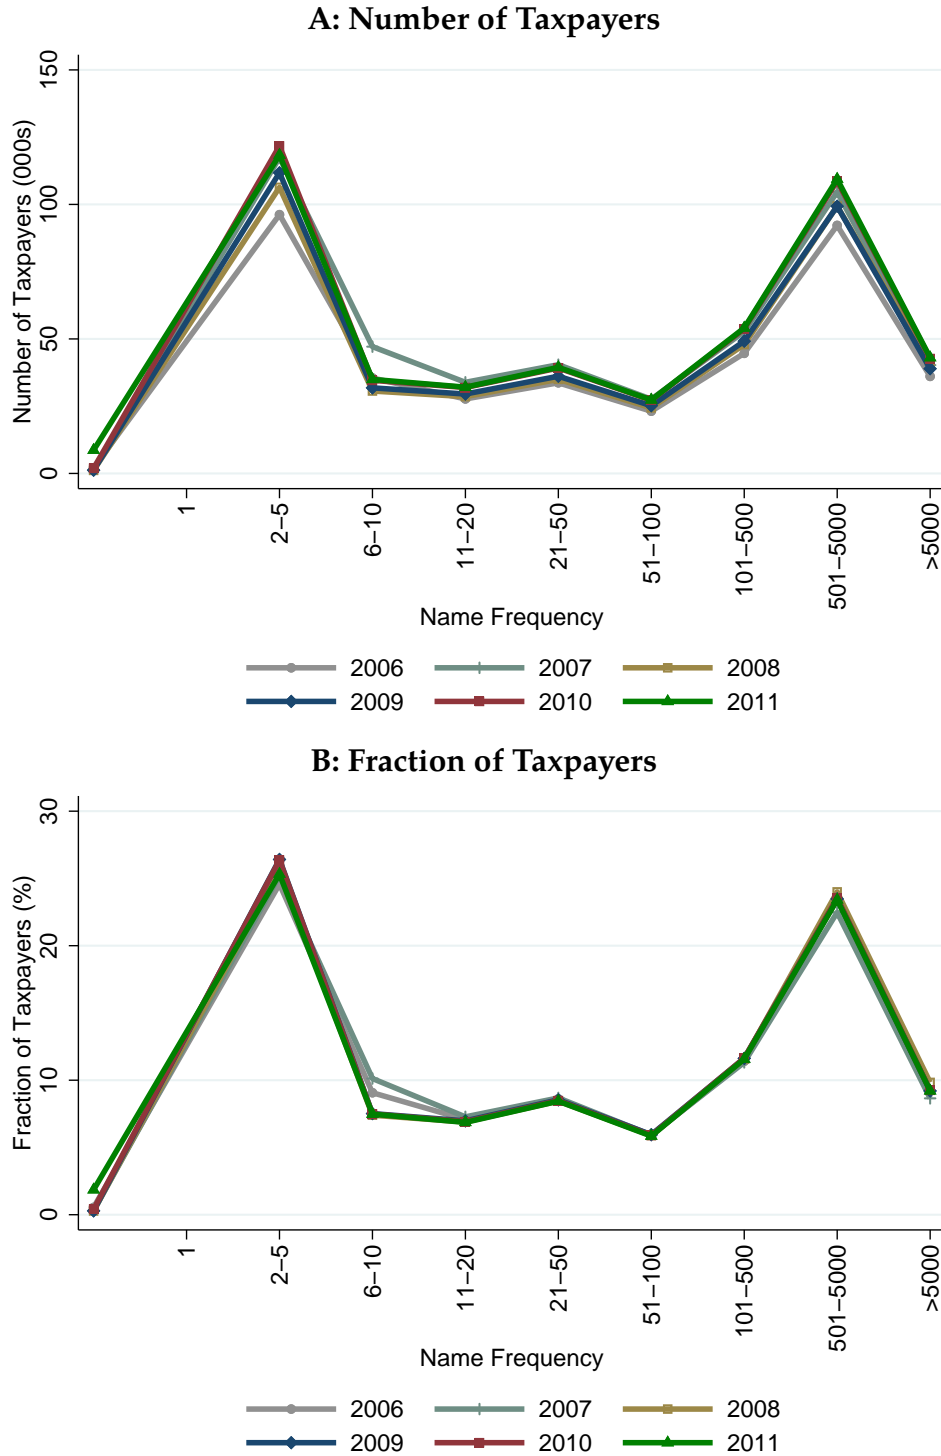 A: Number of Taxpayers
Number of Taxpayers (000s)
150
100
50
0
1
2−5
6−10
11−20
21−50
51−100
101−500
501−5000
>5000
Name Frequency
2006 2007 2008
2009 2010 2011
B: Fraction of Taxpayers
Fraction of Taxpayers (%)
30
20
10
0
1
2−5
6−10
11−20
21−50
51−100
101−500
501−5000
>5000
Name Frequency
2006 2007 2008
2009 2010 2011